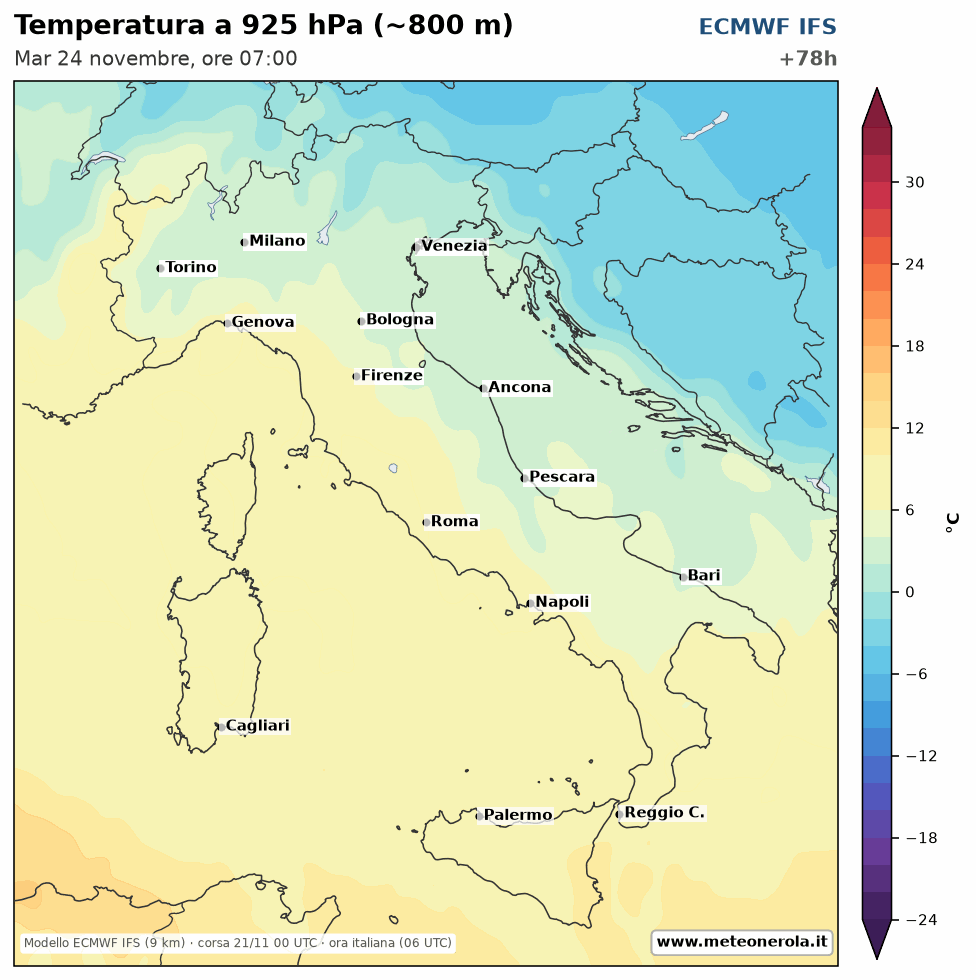 Temperatura a 925 hPa (~800 m)
ECMWF IFS
Mar 24 novembre, ore 07:00
+78h
Milano
Venezia
Torino
Genova
Bologna
Firenze
Ancona
Pescara
Roma
Bari
Napoli
Cagliari
Palermo
Reggio C.
30
24
18
12
6
0
−6
−12
−18
−24
°C
Modello ECMWF IFS (9 km) · corsa 21/11 00 UTC · ora italiana (06 UTC)
www.meteonerola.it